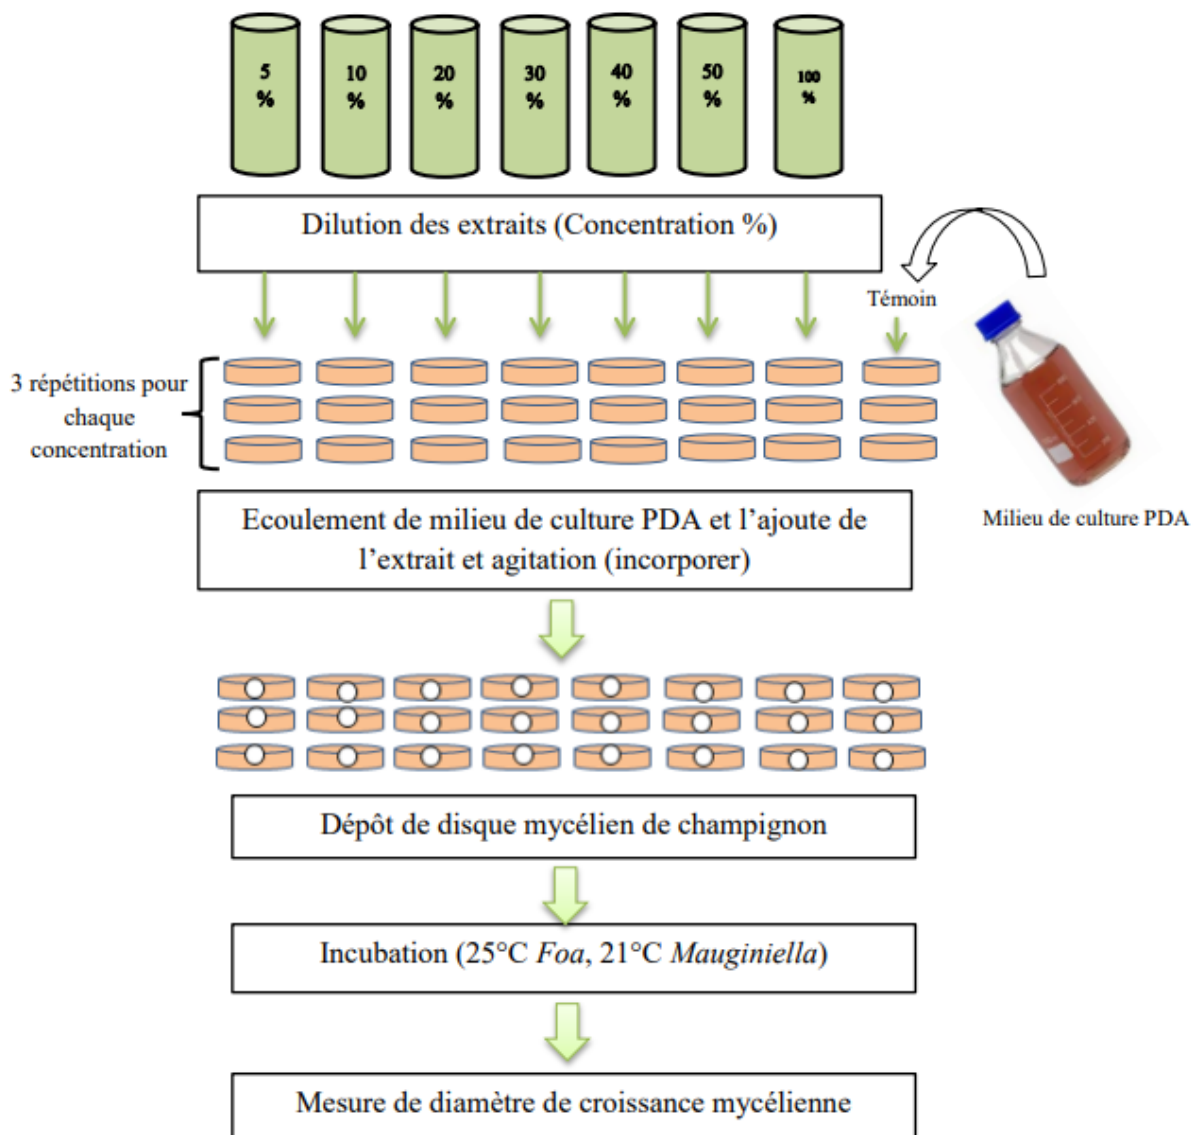 5
%
10
%
20
%
30
%
40
%
50
%
100
%
Dilution des extraits (Concentration %)
Témoin
3 répétitions pour
chaque
concentration
Ecoulement de milieu de culture PDA et l’ajoute de
l’extrait et agitation (incorporer)
Milieu de culture PDA
Dépôt de disque mycélien de champignon
Incubation (25°C Foa, 21°C Mauginiella)
Mesure de diamètre de croissance mycélienne